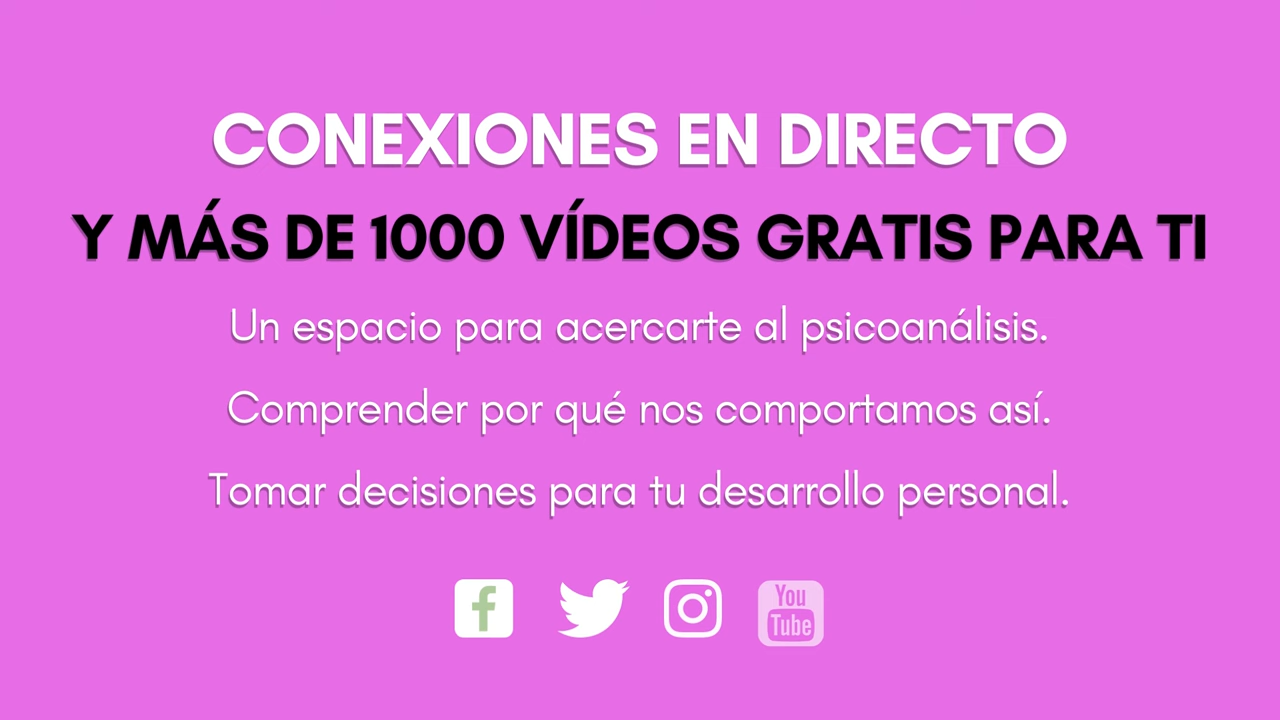 CONEXIONES EN DIRECTO
Y MÁS DE 1000 VÍDEOS GRATIS PARA TI
Un espacio para acercarte al psicoanálisis.
Comprender por qué nos comportamos así.
Tomar decisiones para tu desarrollo personal.
You
Tube